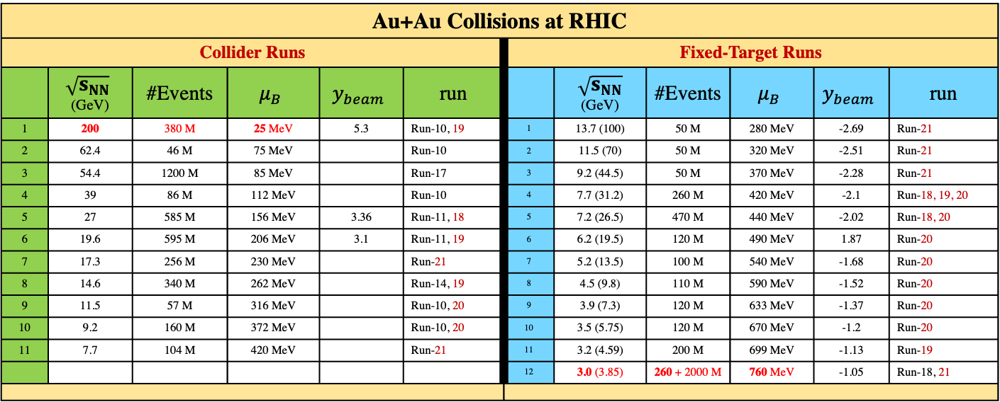 Au+Au Collisions at RHIC
Collider Runs Fixed-Target Runs
√sNN (GeV) #Events μB ybeam run √sNN (GeV) #Events μB ybeam run
1 200 380 M 25 MeV 5.3 Run-10, 19 1 13.7 (100) 50 M 280 MeV -2.69 Run-21
2 62.4 46 M 75 MeV Run-10 2 11.5 (70) 50 M 320 MeV -2.51 Run-21
3 54.4 1200 M 85 MeV Run-17 3 9.2 (44.5) 50 M 370 MeV -2.28 Run-21
4 39 86 M 112 MeV Run-10 4 7.7 (31.2) 260 M 420 MeV -2.1 Run-18, 19, 20
5 27 585 M 156 MeV 3.36 Run-11, 18 5 7.2 (26.5) 470 M 440 MeV -2.02 Run-18, 20
6 19.6 595 M 206 MeV 3.1 Run-11, 19 6 6.2 (19.5) 120 M 490 MeV 1.87 Run-20
7 17.3 256 M 230 MeV Run-21 7 5.2 (13.5) 100 M 540 MeV -1.68 Run-20
8 14.6 340 M 262 MeV Run-14, 19 8 4.5 (9.8) 110 M 590 MeV -1.52 Run-20
9 11.5 57 M 316 MeV Run-10, 20 9 3.9 (7.3) 120 M 633 MeV -1.37 Run-20
10 9.2 160 M 372 MeV Run-10, 20 10 3.5 (5.75) 120 M 670 MeV -1.2 Run-20
11 7.7 104 M 420 MeV Run-21 11 3.2 (4.59) 200 M 699 MeV -1.13 Run-19
12 3.0 (3.85) 260 + 2000 M 760 MeV -1.05 Run-18, 21